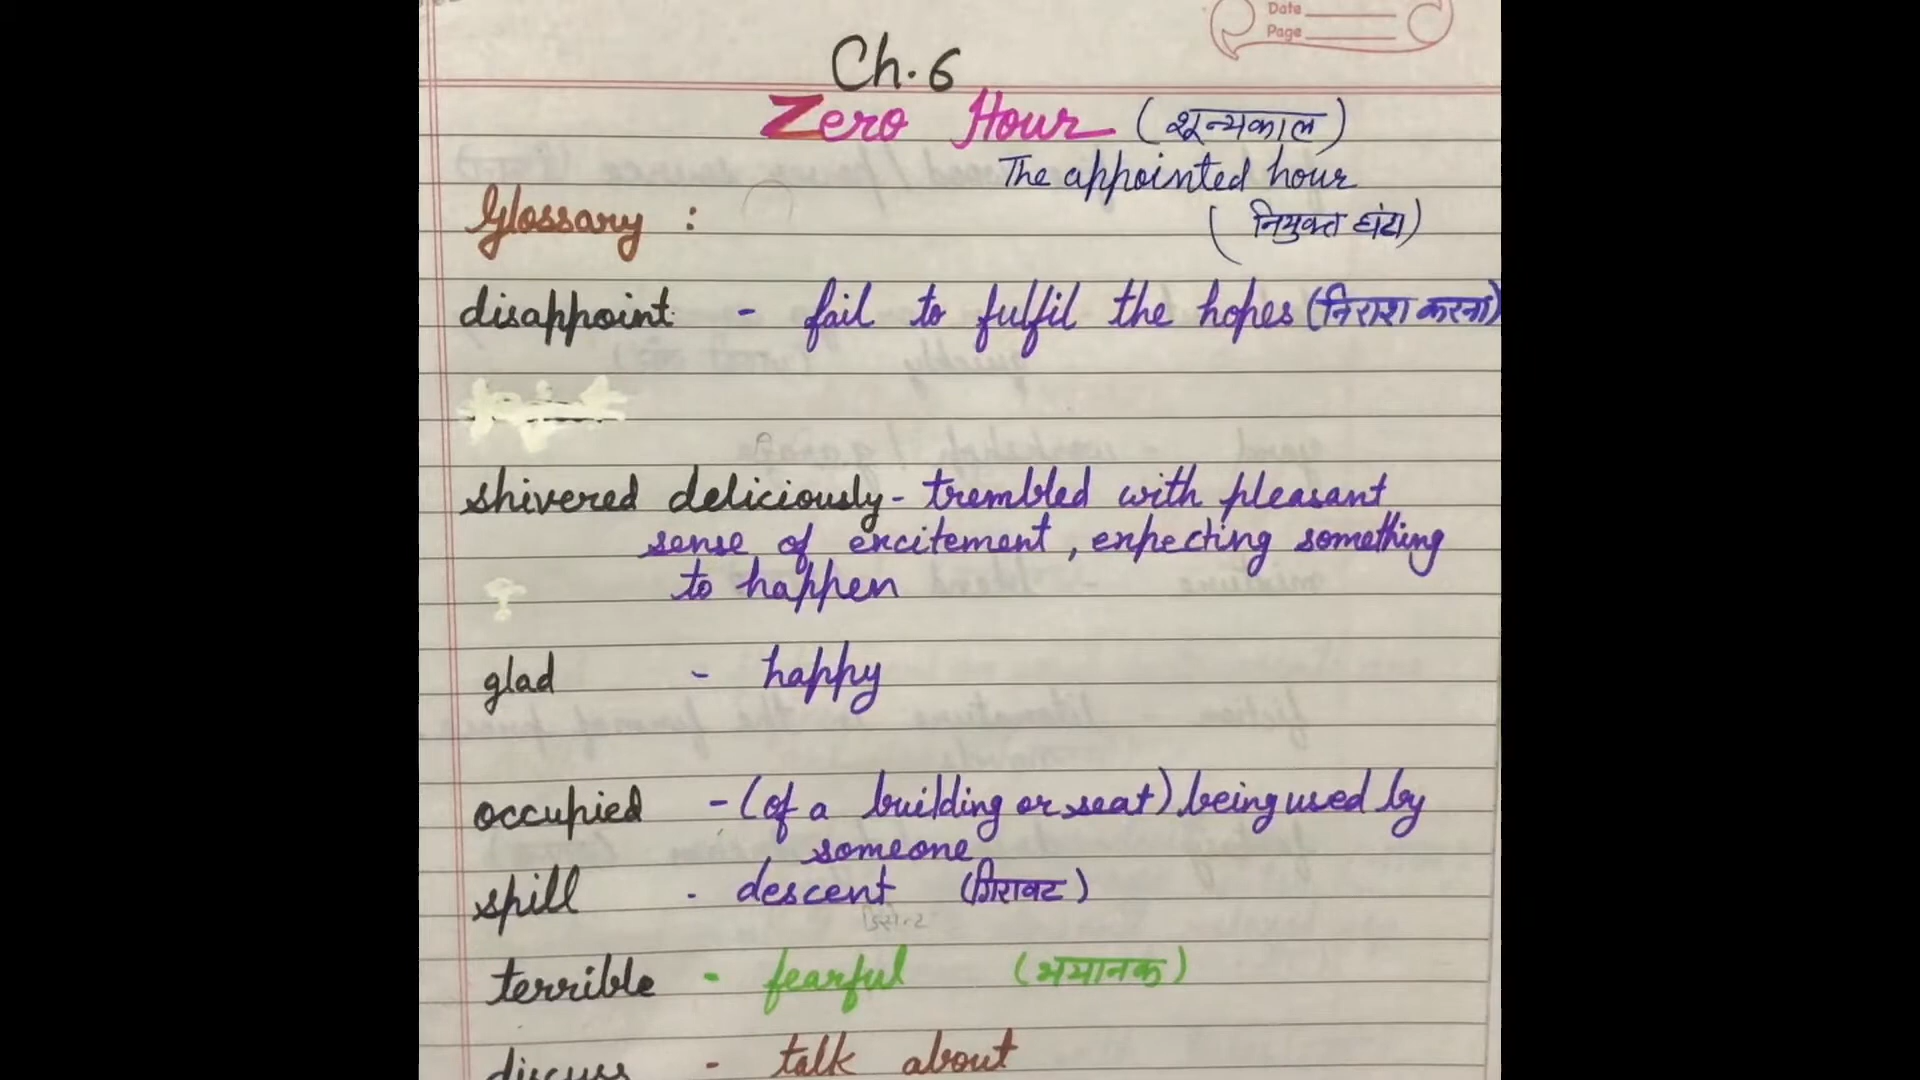 Date
Page
Ch. 6
Zero Hour (शून्यकाल)
The appointed hour
(नियुक्त घंटा)
Glossary :
disappoint - fail to fulfil the hopes (निराश करना)
shivered deliciously - trembled with pleasant
sense of excitement, expecting something
to happen
glad - happy
occupied - (of a building or seat) being used by
someone
spill - descent (गिरावट)
terrible - fearful (भयानक)
discuss - talk about